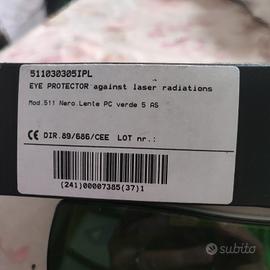 511030305IPL
EYE PROTECTOR against laser radiations
Mod.511 Nero.Lente PC verde 5 AS
CE DIR.89/686/CEE LOT nr.:
(241)00007385(37)1
subito